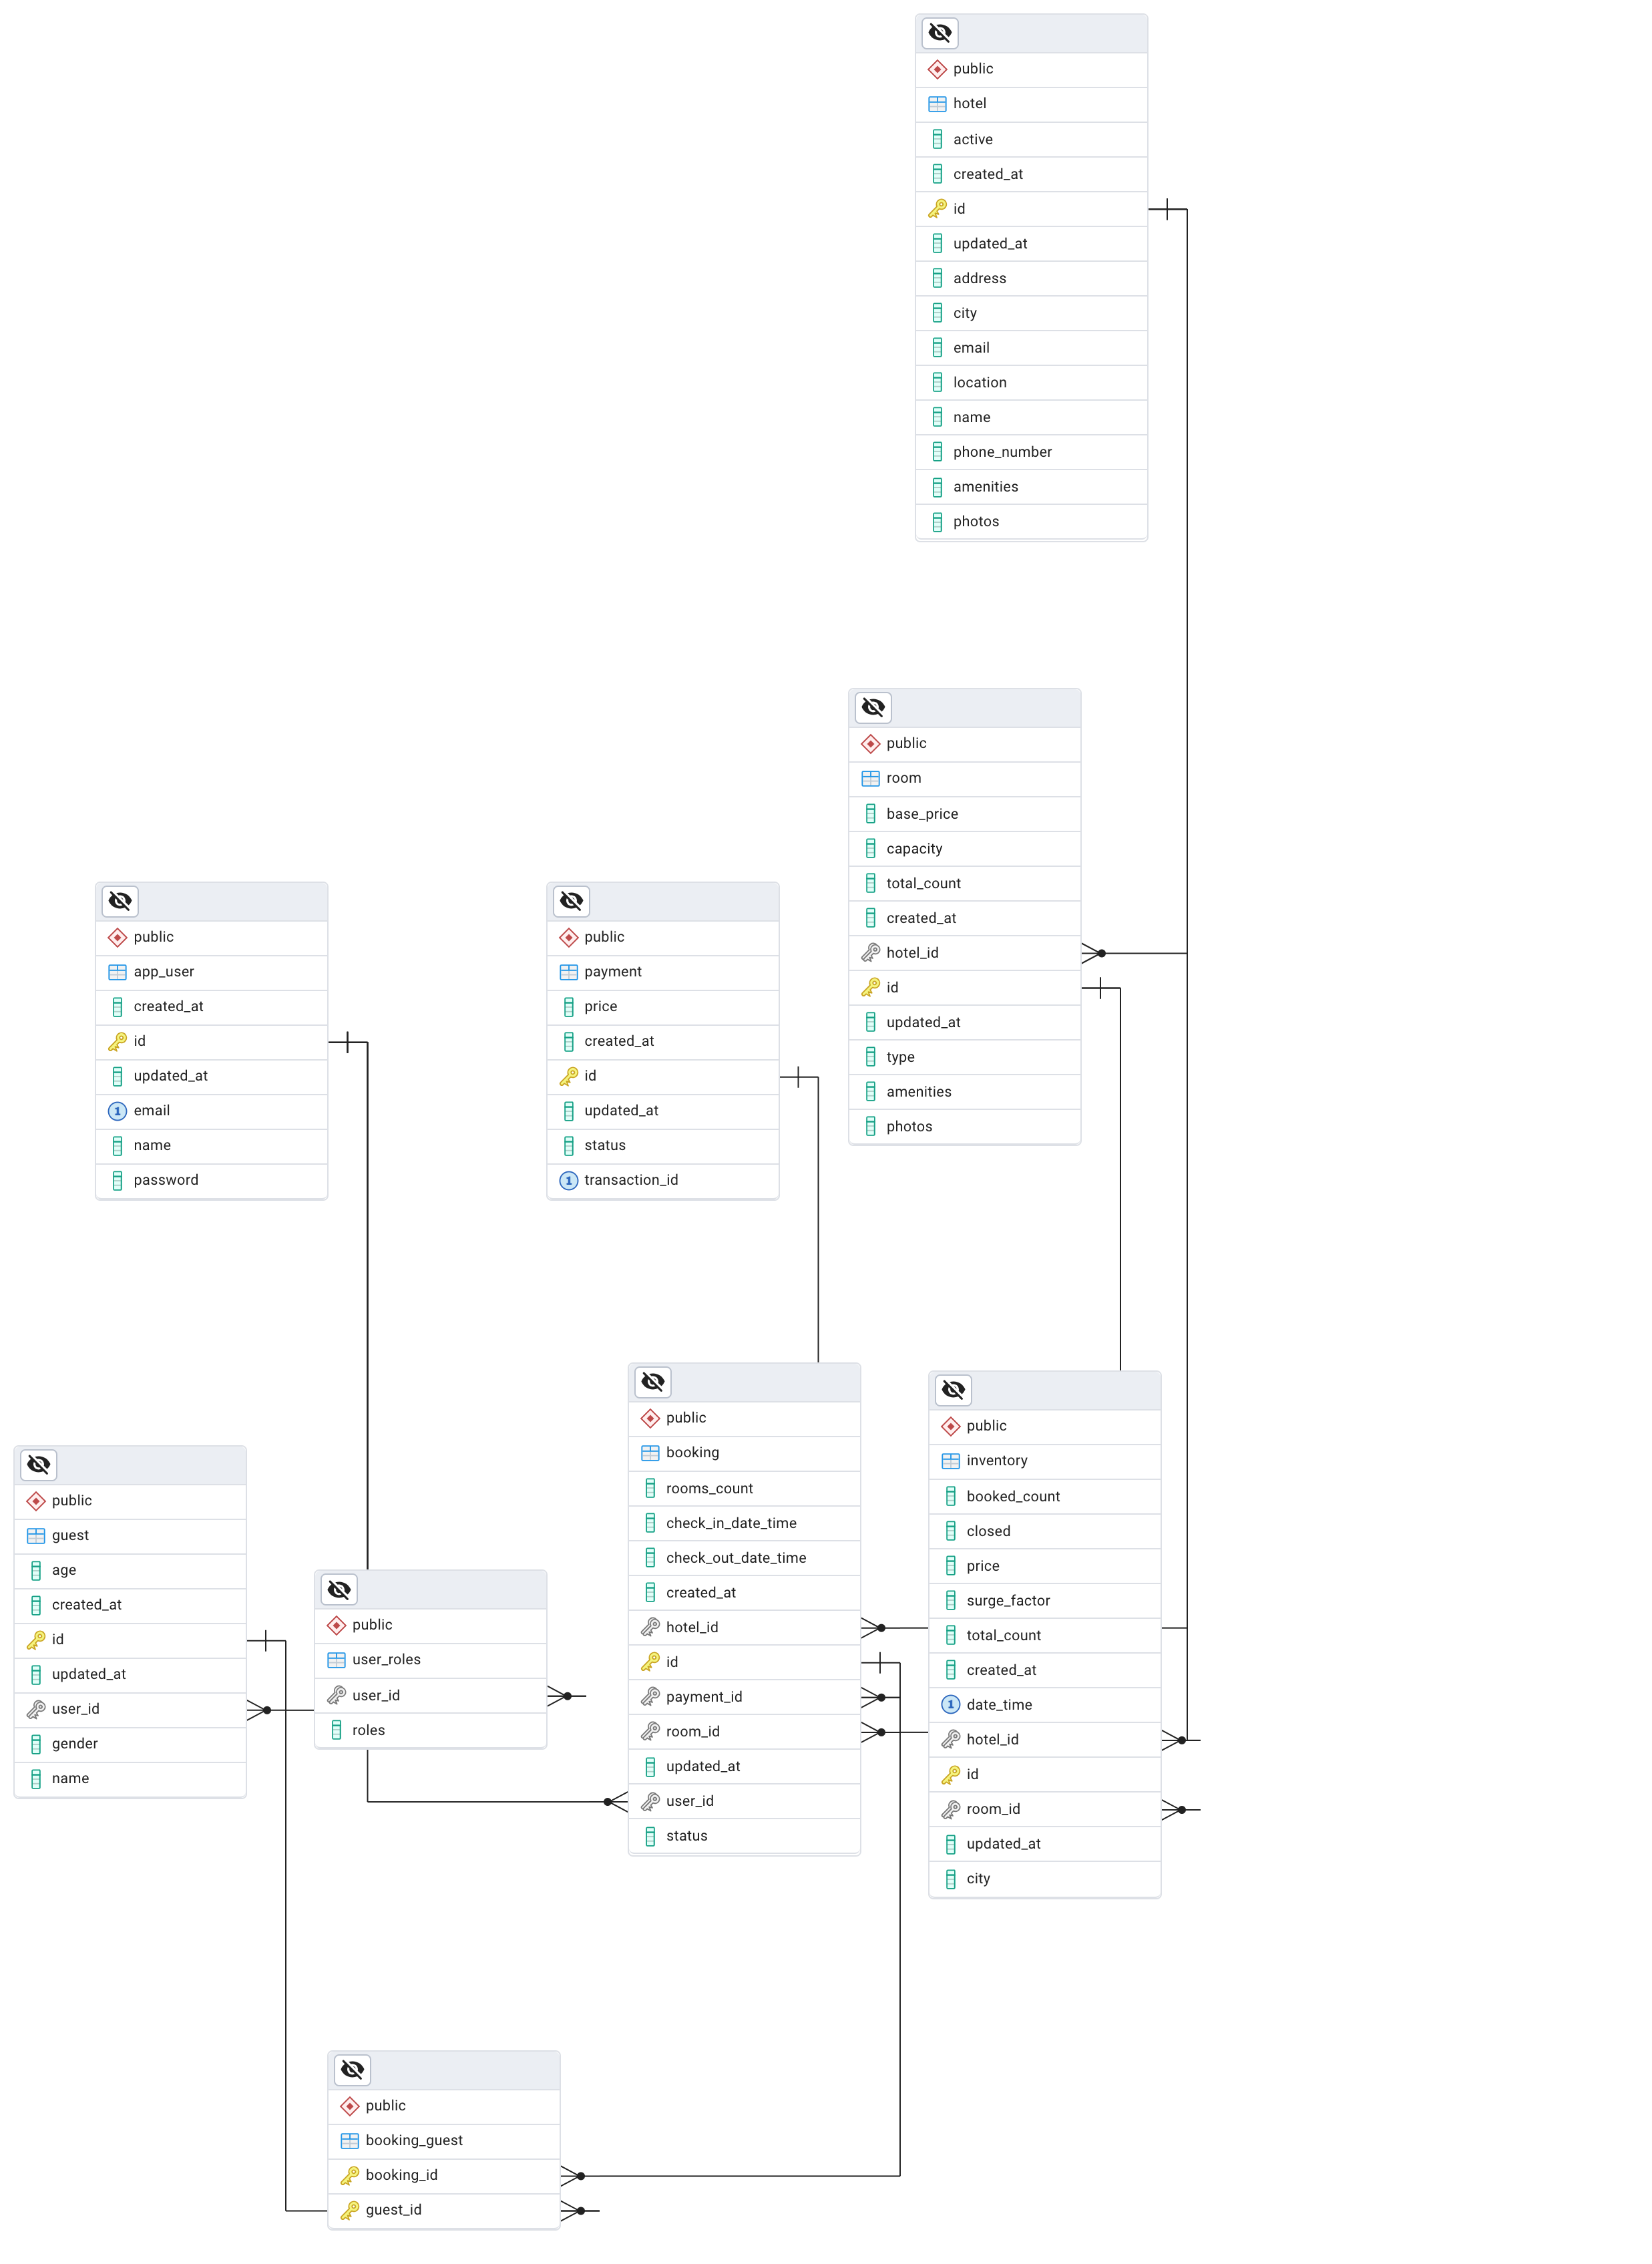 public
hotel
active
created_at
id
updated_at
address
city
email
location
name
phone_number
amenities
photos
public
room
base_price
capacity
total_count
created_at
hotel_id
id
updated_at
type
amenities
photos
public
app_user
created_at
id
updated_at
1 email
name
password
public
payment
price
created_at
id
updated_at
status
1 transaction_id
public
booking
rooms_count
check_in_date_time
check_out_date_time
created_at
hotel_id
id
payment_id
room_id
updated_at
user_id
status
public
inventory
booked_count
closed
price
surge_factor
total_count
created_at
1 date_time
hotel_id
id
room_id
updated_at
city
public
guest
age
created_at
id
updated_at
user_id
gender
name
public
user_roles
user_id
roles
public
booking_guest
booking_id
guest_id